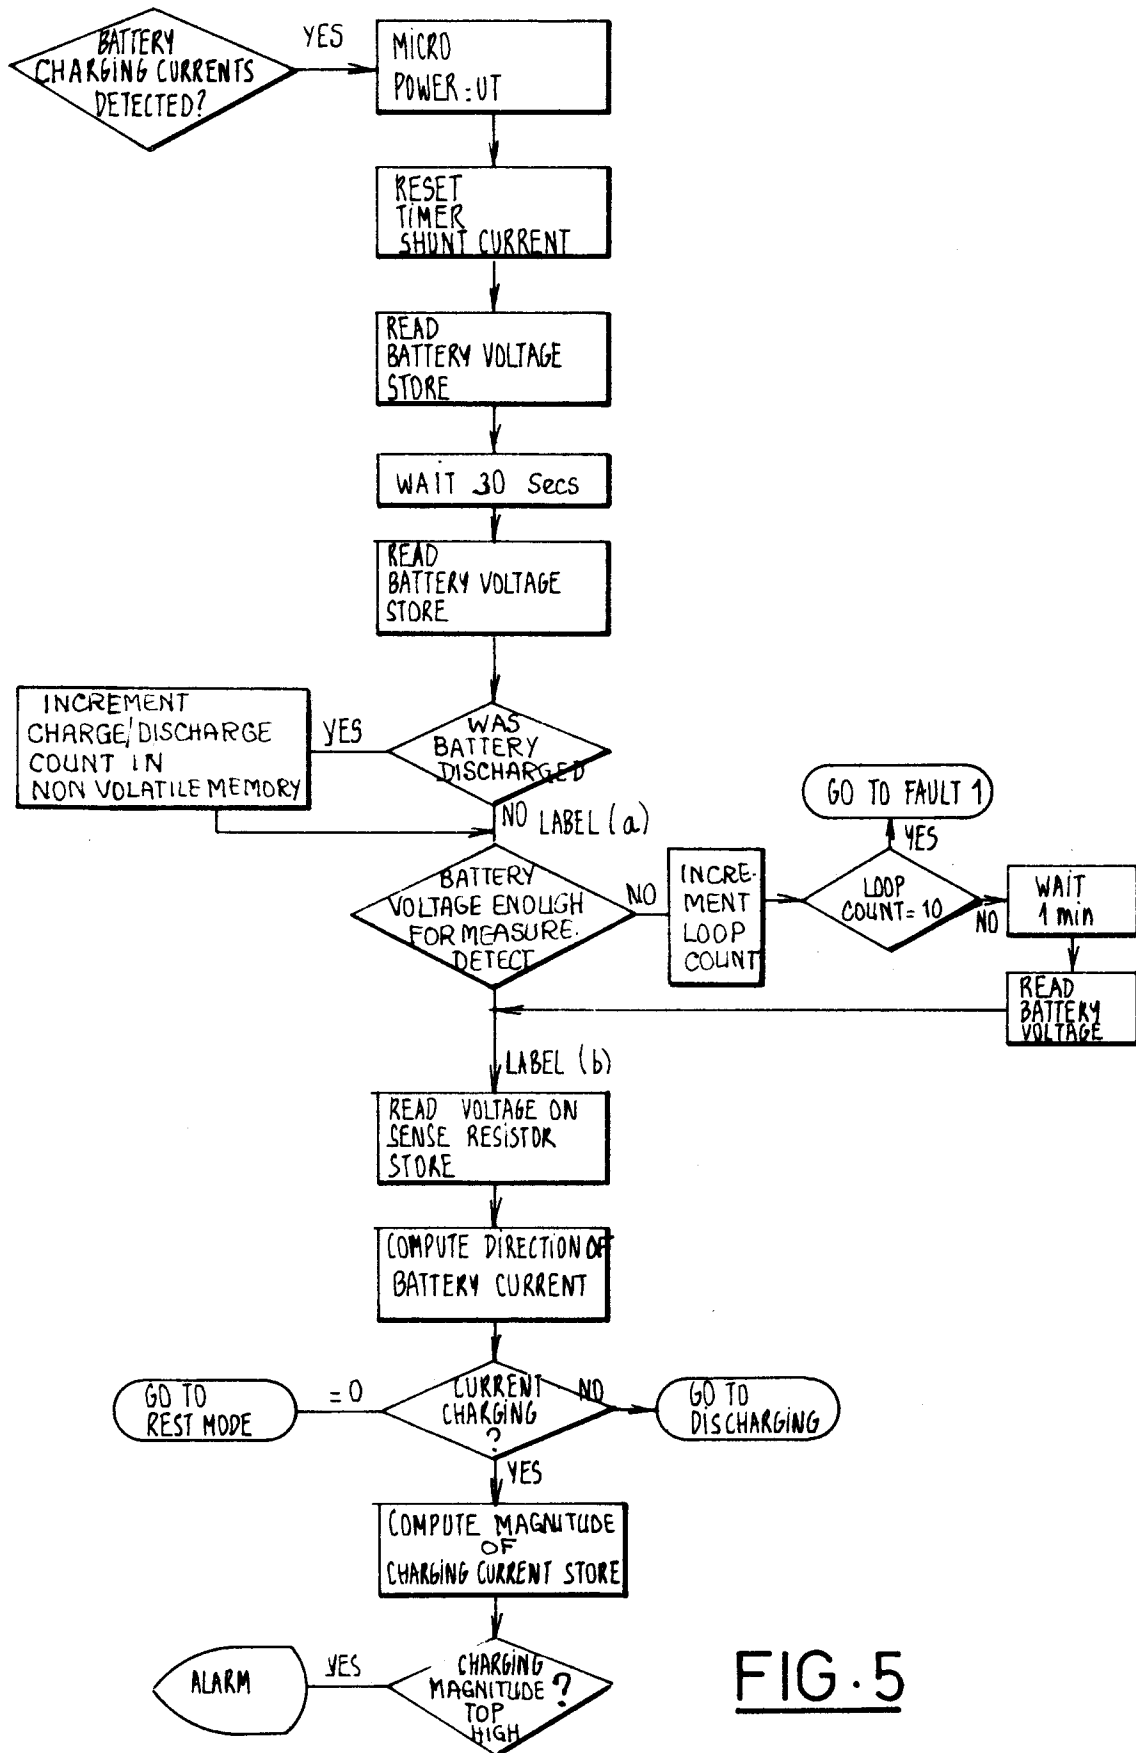 BATTERY
CHARGING CURRENTS
DETECTED?
YES
MICRO
POWER=UT
RESET
TIMER
SHUNT CURRENT
READ
BATTERY VOLTAGE
STORE
WAIT 30 Secs
READ
BATTERY VOLTAGE
STORE
WAS
BATTERY
DISCHARGED
YES
INCREMENT
CHARGE/DISCHARGE
COUNT IN
NON VOLATILE MEMORY
NO
LABEL (a)
BATTERY
VOLTAGE ENOUGH
FOR MEASURE.
DETECT
NO
INCRE-
MENT
LOOP
COUNT
LOOP
COUNT=10
YES
GO TO FAULT 1
NO
WAIT
1 min
READ
BATTERY
VOLTAGE
LABEL (b)
READ VOLTAGE ON
SENSE RESISTOR
STORE
COMPUTE DIRECTION OF
BATTERY CURRENT
CURRENT
CHARGING
?
=0
GO TO
REST MODE
NO
GO TO
DISCHARGING
YES
COMPUTE MAGNITUDE
OF
CHARGING CURRENT STORE
CHARGING
MAGNITUDE ?
TOP
HIGH
YES
ALARM
FIG.5